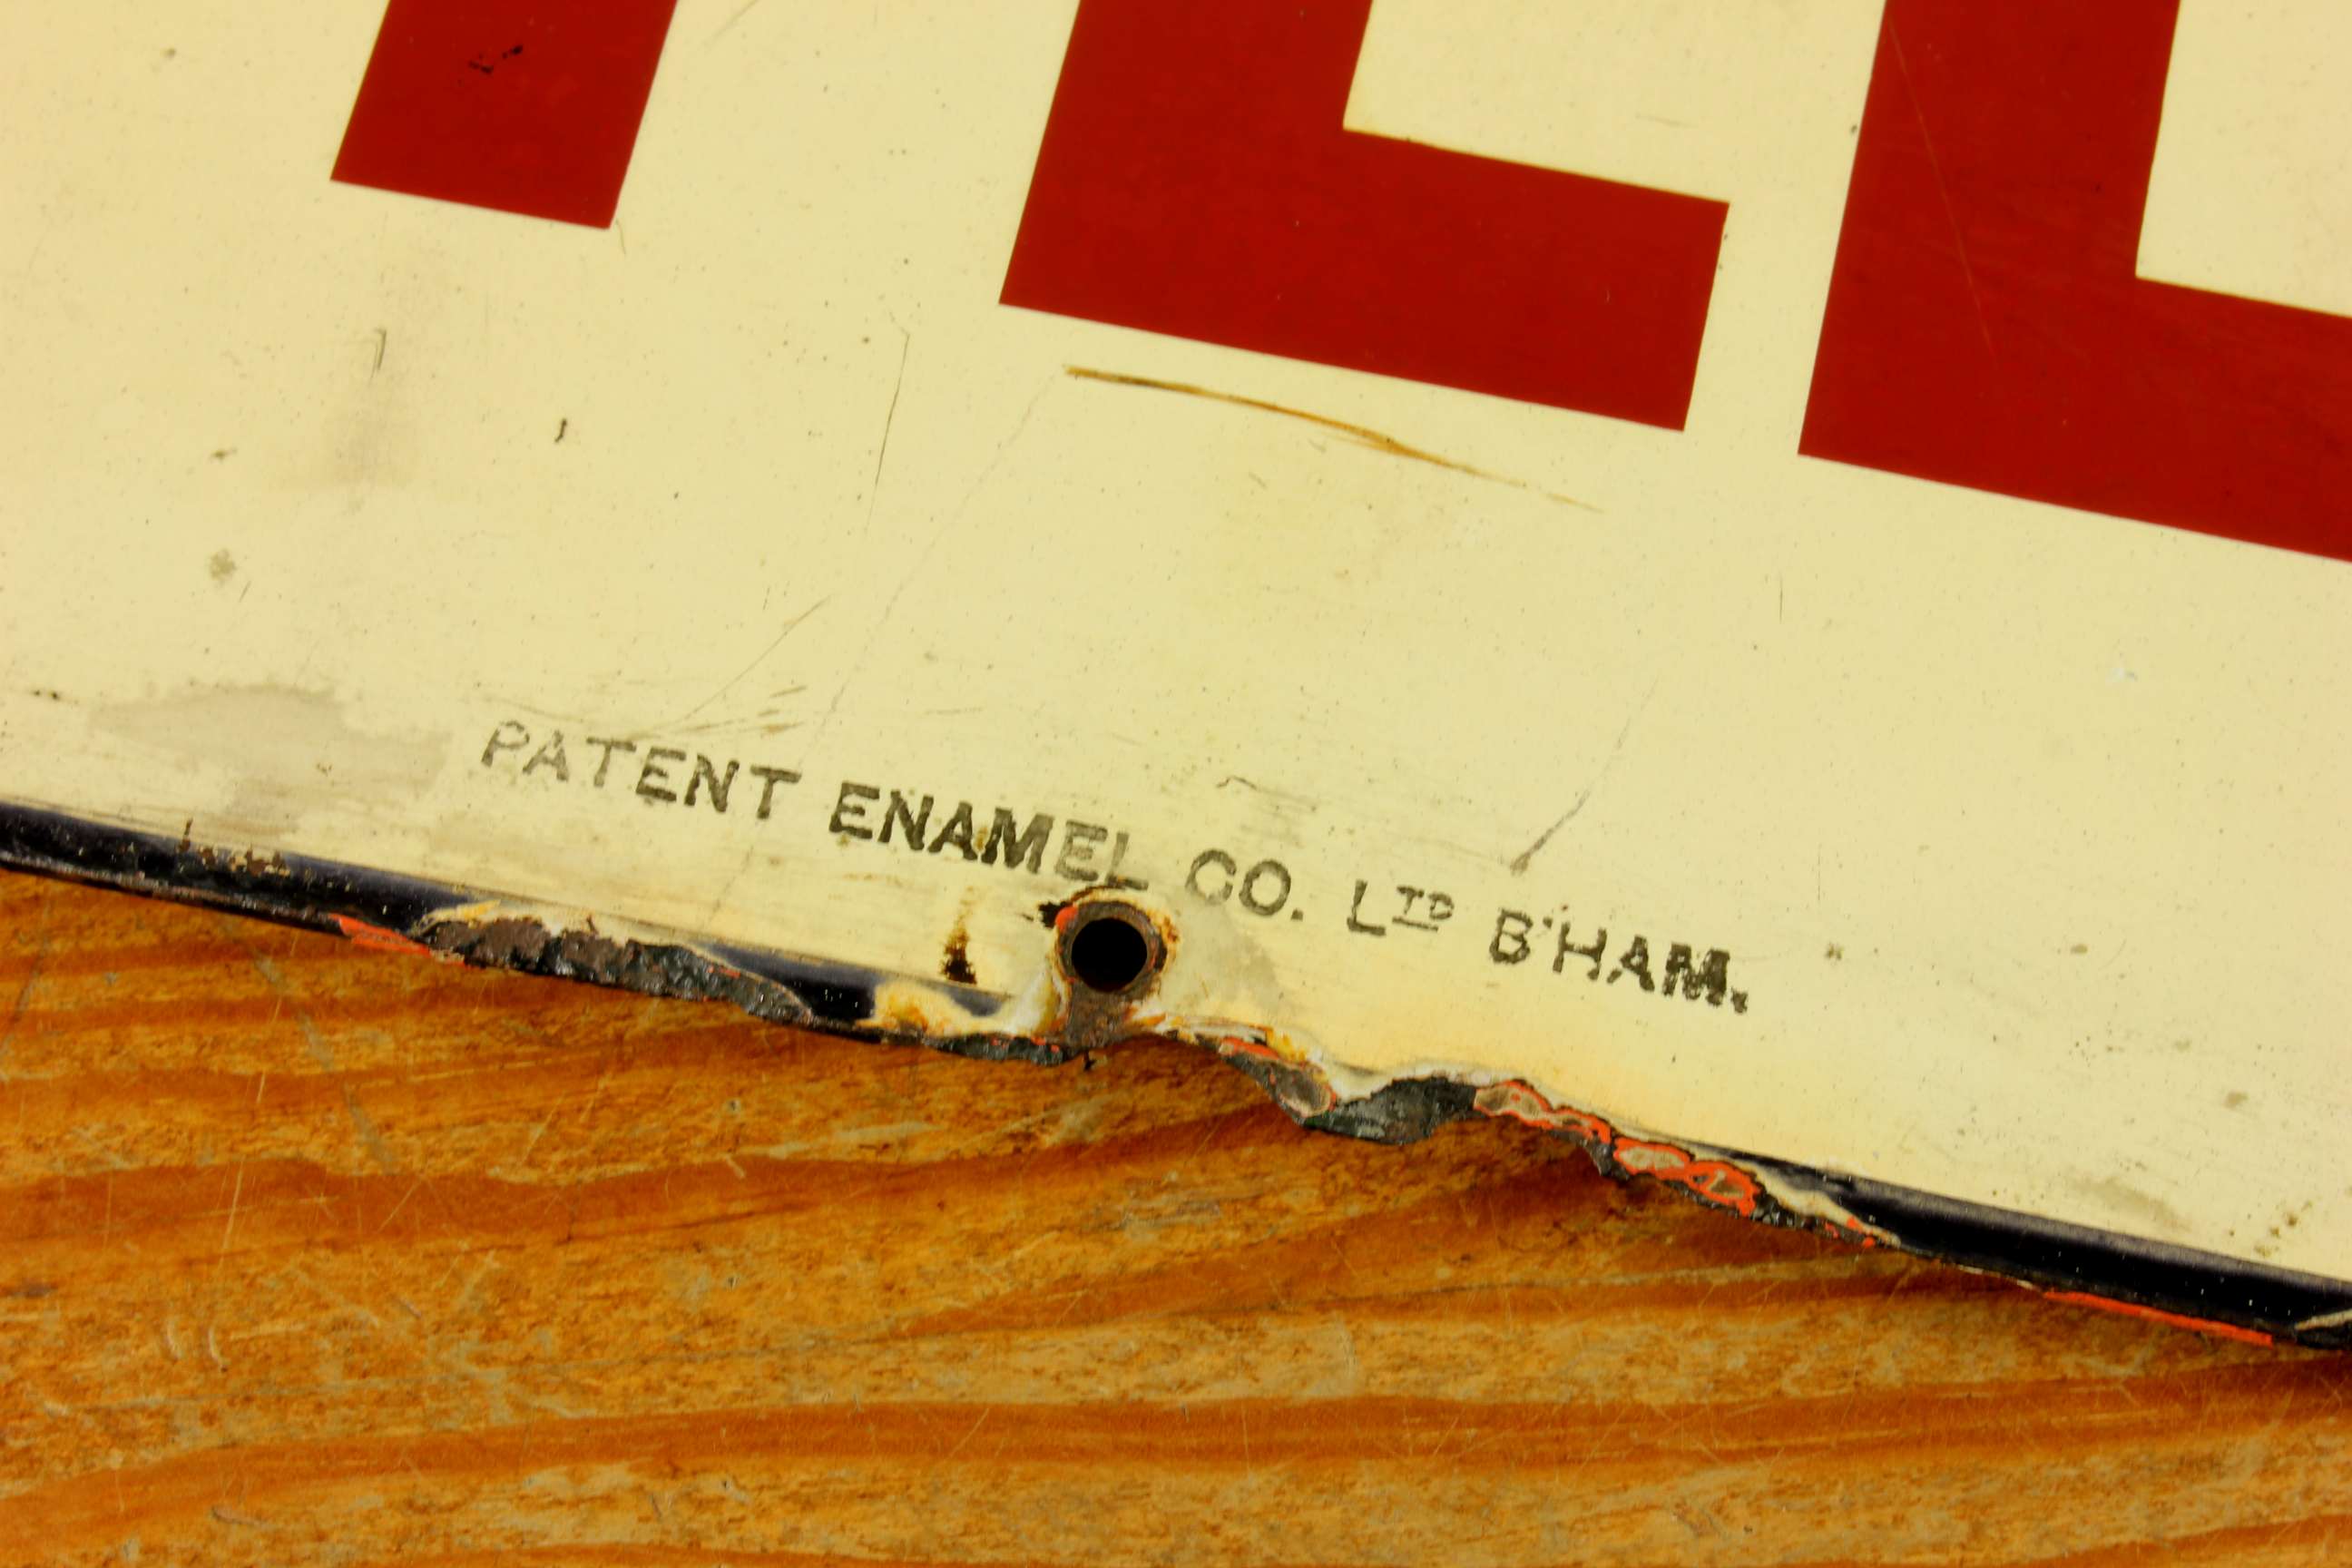 PATENT ENAMEL CO. LTD B'HAM.